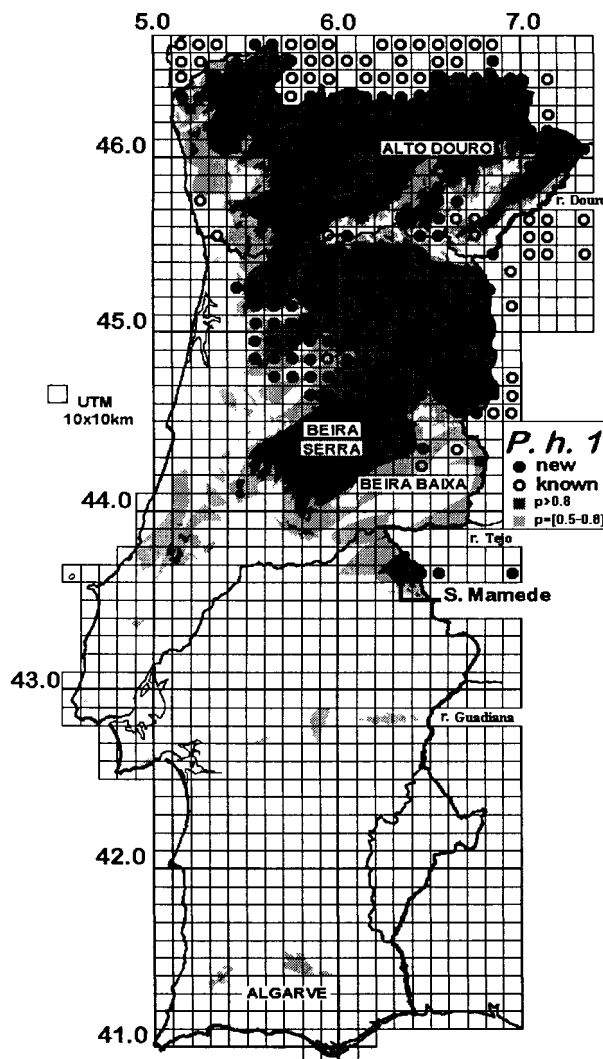 5.0 6.0 7.0
46.0
ALTO DOURO
r. Douro
45.0
UTM
10x10km
BEIRA
SERRA
P. h. 1
new
known
p>0.8
p=[0.5-0.8[
BEIRA BAIXA
44.0
r. Tejo
S. Mamede
43.0
r. Guadiana
42.0
ALGARVE
41.0